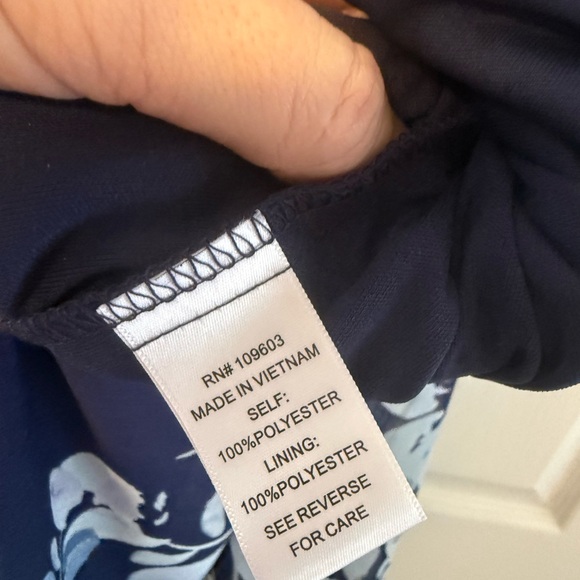 RN# 109603
MADE IN VIETNAM
SELF:
100%POLYESTER
LINING:
100%POLYESTER
SEE REVERSE
FOR CARE